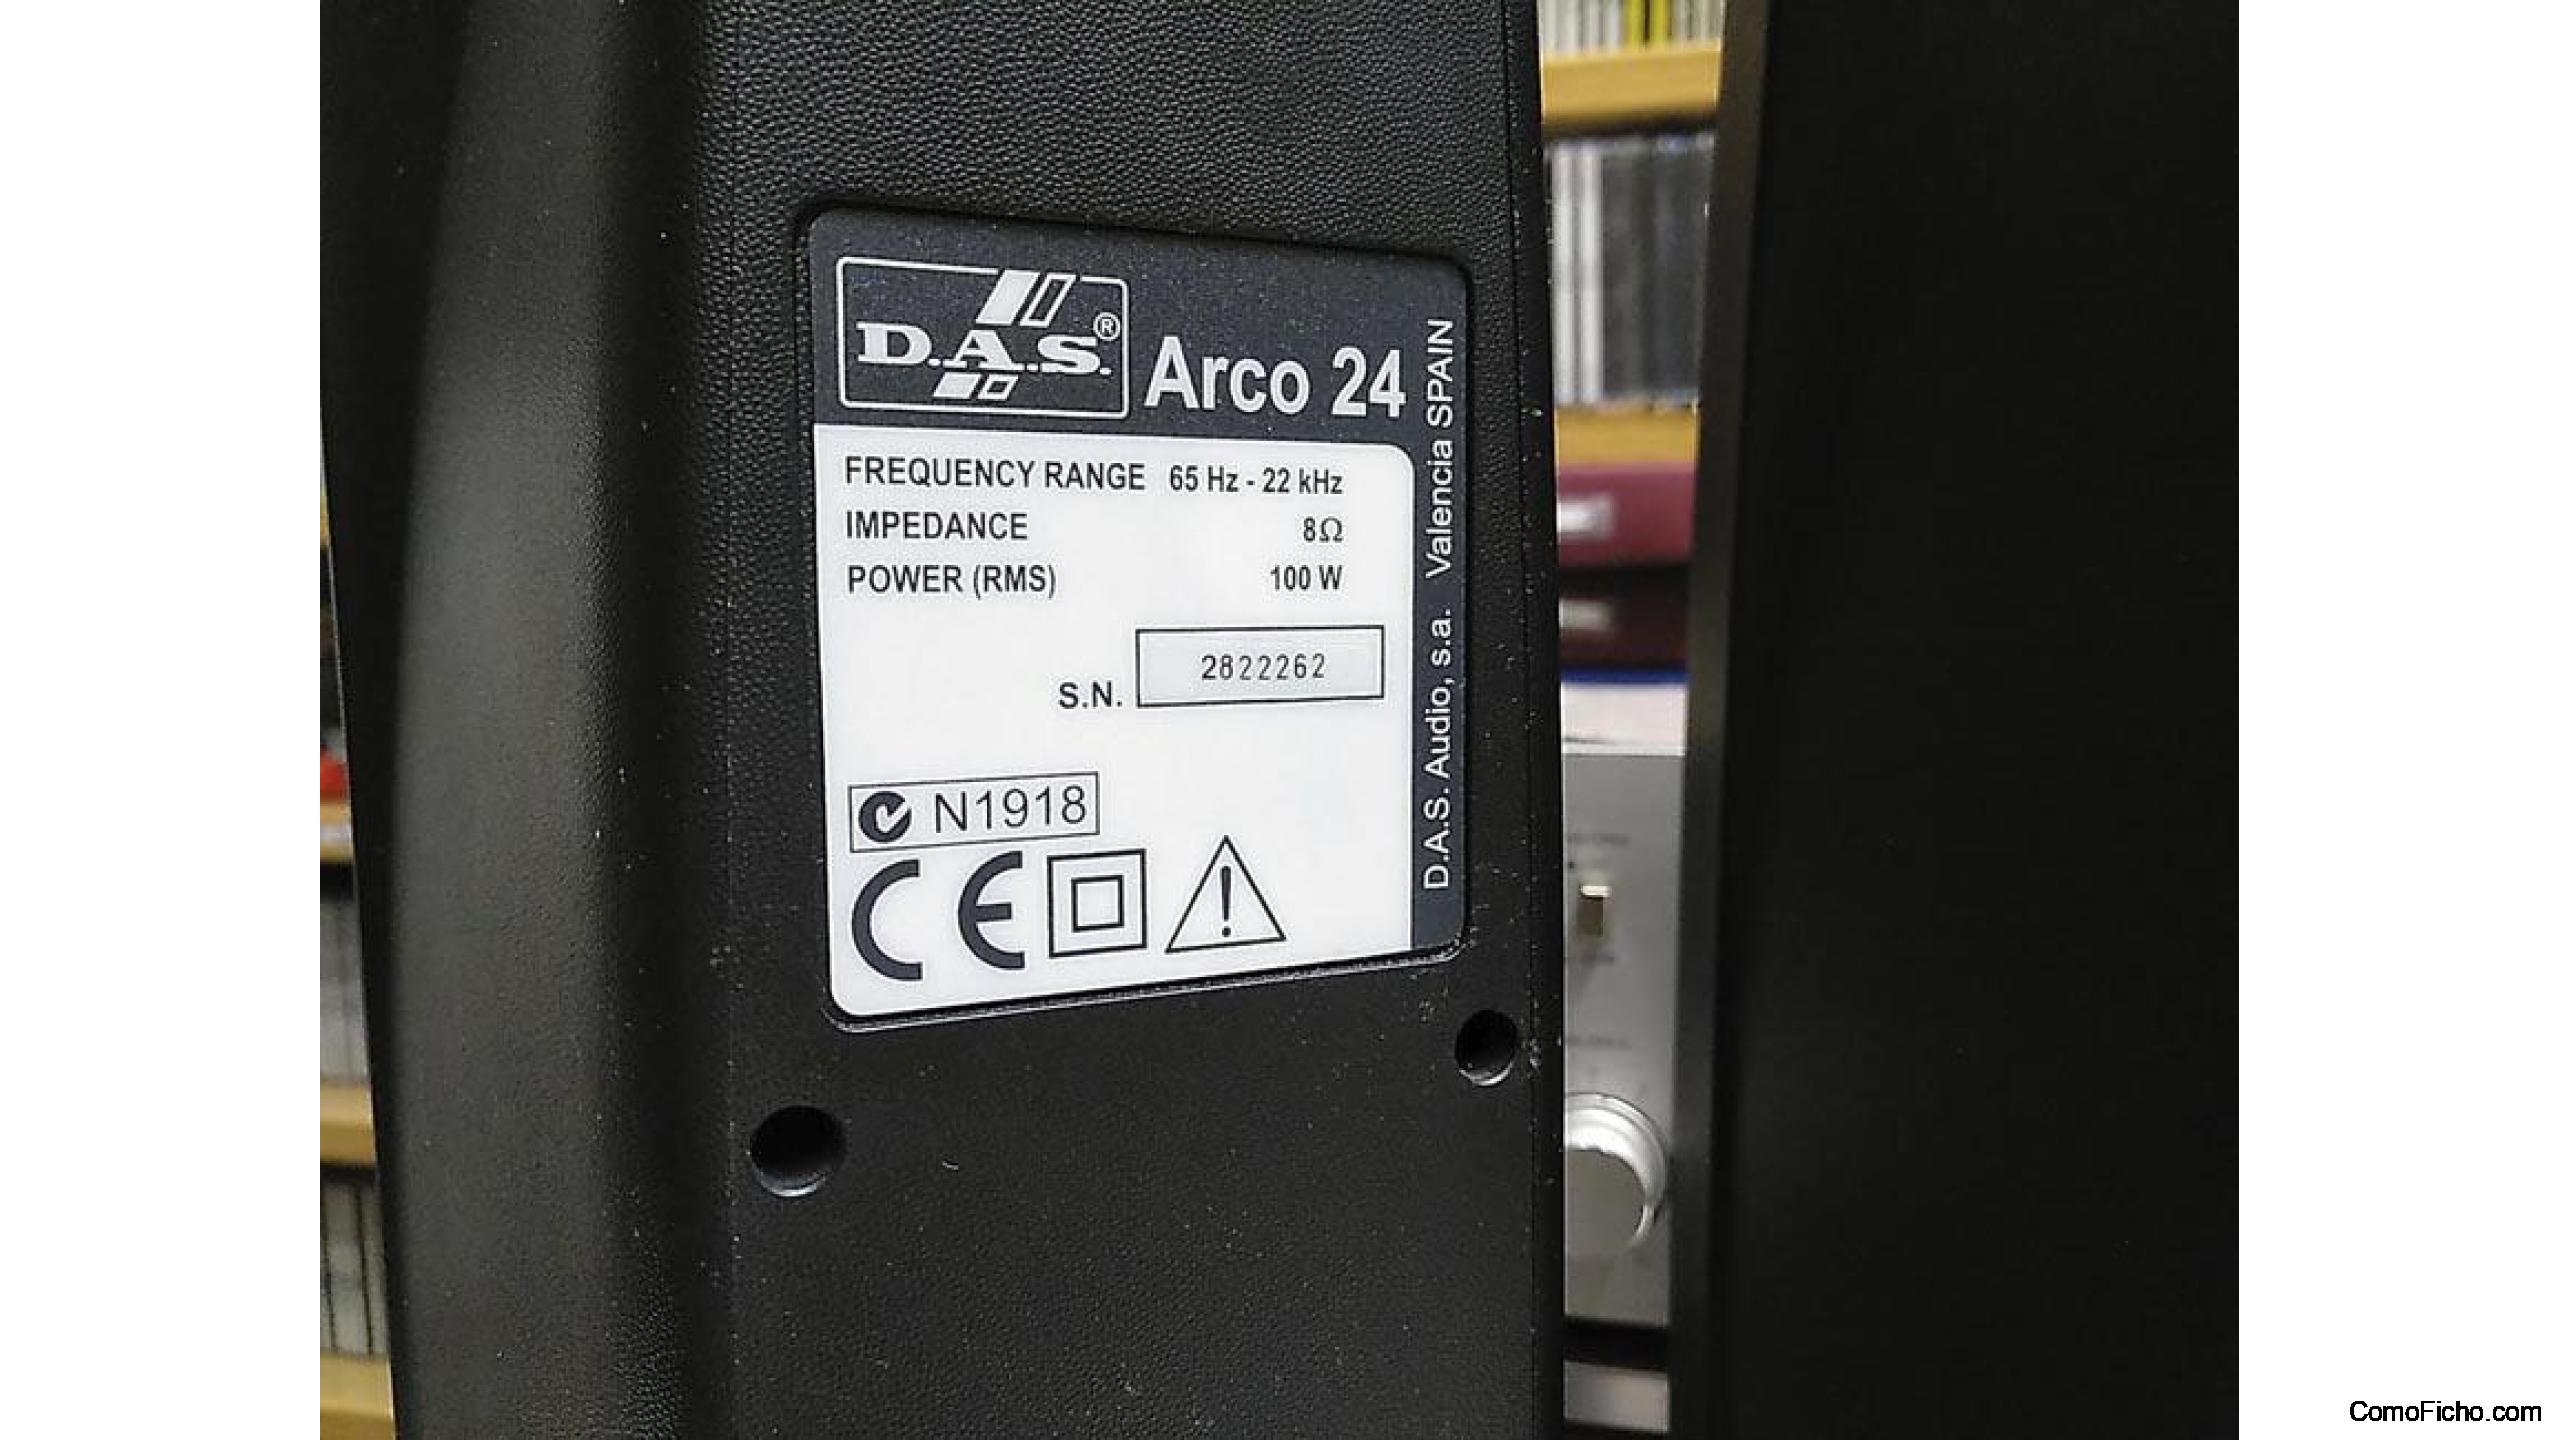 D.A.S.®
Arco 24
FREQUENCY RANGE 65 Hz - 22 kHz
IMPEDANCE 8Ω
POWER (RMS) 100 W
S.N. 2822262
N1918
CE
D.A.S. Audio, s.a. Valencia SPAIN
ComoFicho.com